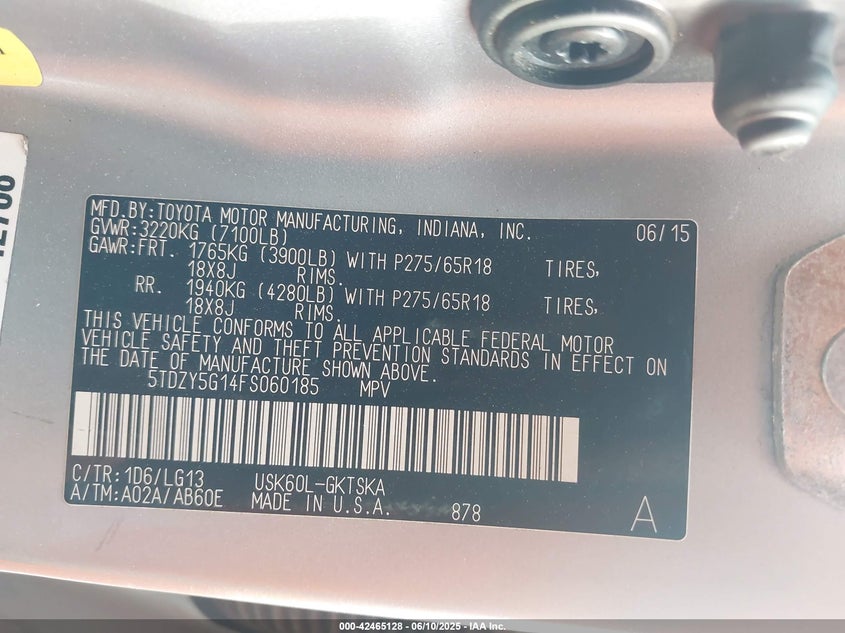 MFD.BY:TOYOTA MOTOR MANUFACTURING, INDIANA, INC. 06/15
GVWR:3220KG (7100LB)
GAWR:FRT. 1765KG (3900LB) WITH P275/65R18 TIRES,
18X8J RIMS.
RR. 1940KG (4280LB) WITH P275/65R18 TIRES,
18X8J RIMS.
THIS VEHICLE CONFORMS TO ALL APPLICABLE FEDERAL MOTOR
VEHICLE SAFETY AND THEFT PREVENTION STANDARDS IN EFFECT ON
THE DATE OF MANUFACTURE SHOWN ABOVE.
5TDZY5G14FS060185 MPV
C/TR:1D6/LG13 USK60L-GKTSKA
A/TM:A02A/AB60E MADE IN U.S.A. 878 A
000-42465128 - 06/10/2025 - IAA Inc.